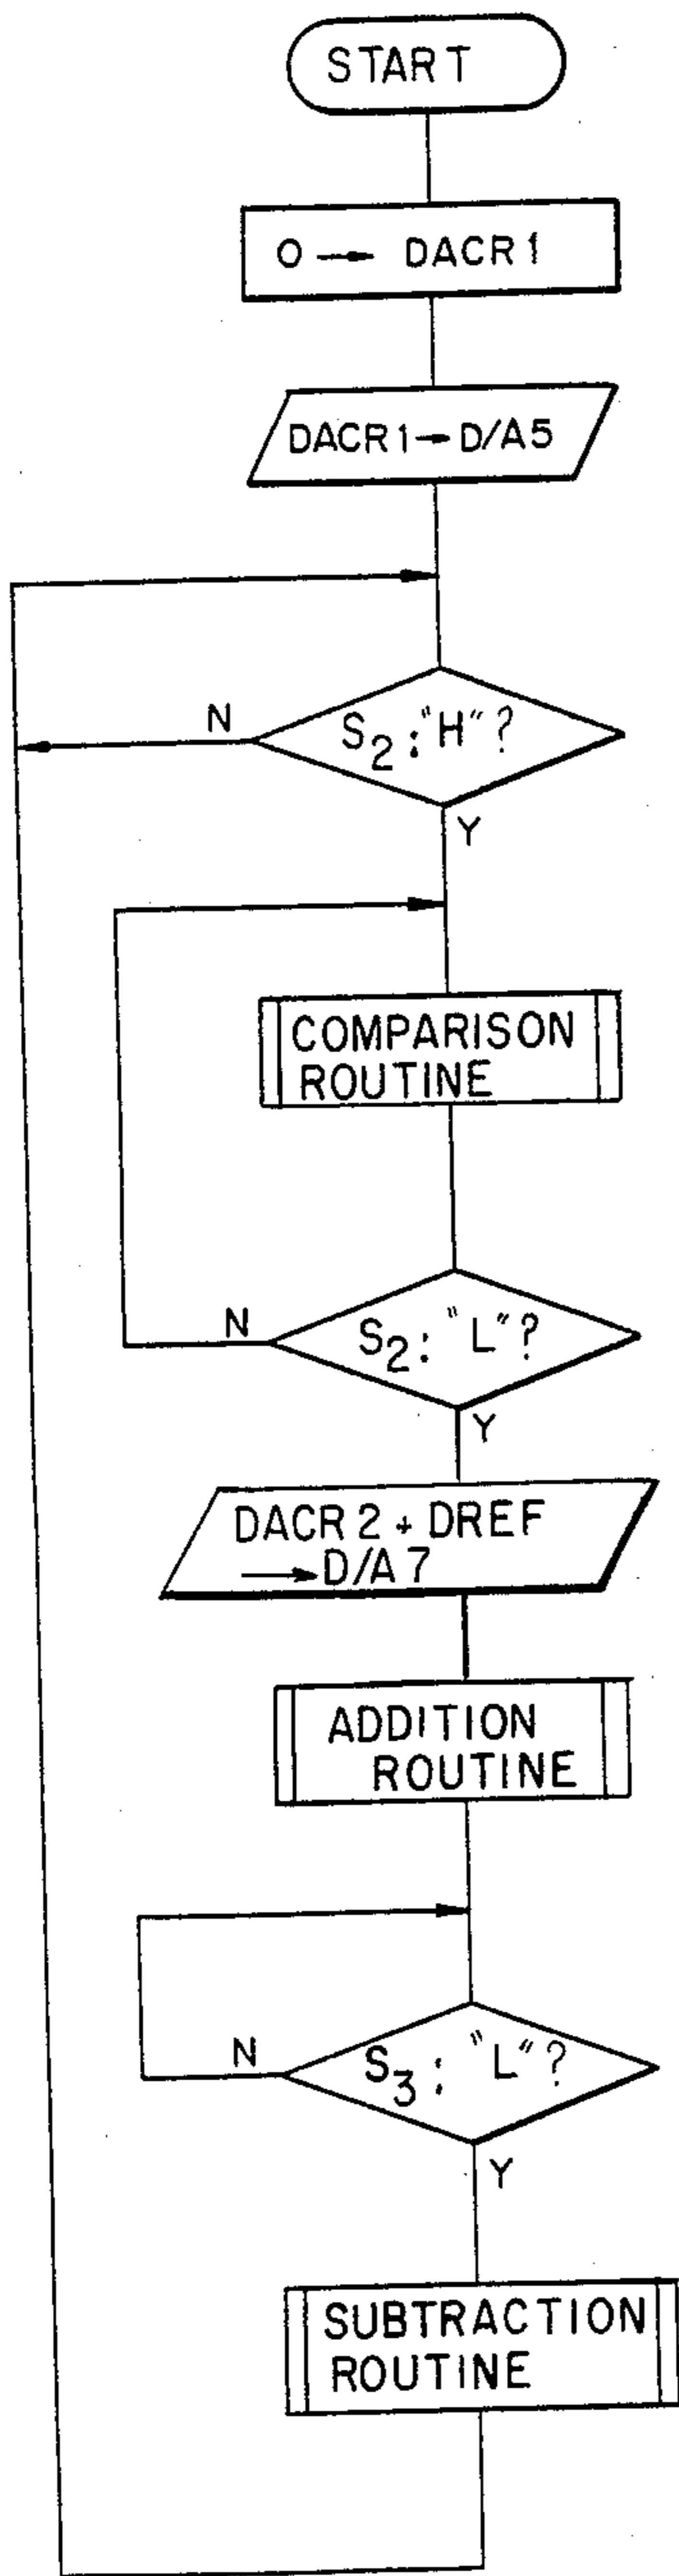 START
0 → DACR1
DACR1→D/A5
N
S2:"H"?
Y
COMPARISON
ROUTINE
N
S2:"L"?
Y
DACR2+DREF
→D/A7
ADDITION
ROUTINE
N
S3:"L"?
Y
SUBTRACTION
ROUTINE